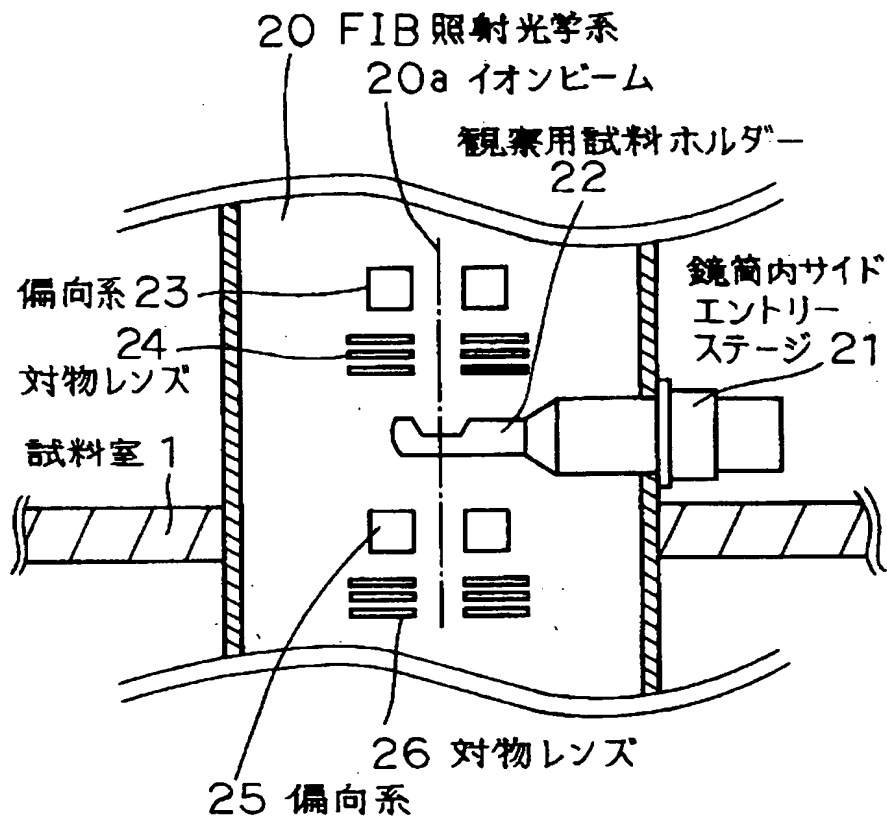 20 FIB照射光学系
20a イオンビーム
観察用試料ホルダー
22
偏向系23
24
対物レンズ
鏡筒内サイド
エントリー
ステージ 21
試料室1
26 対物レンズ
25 偏向系